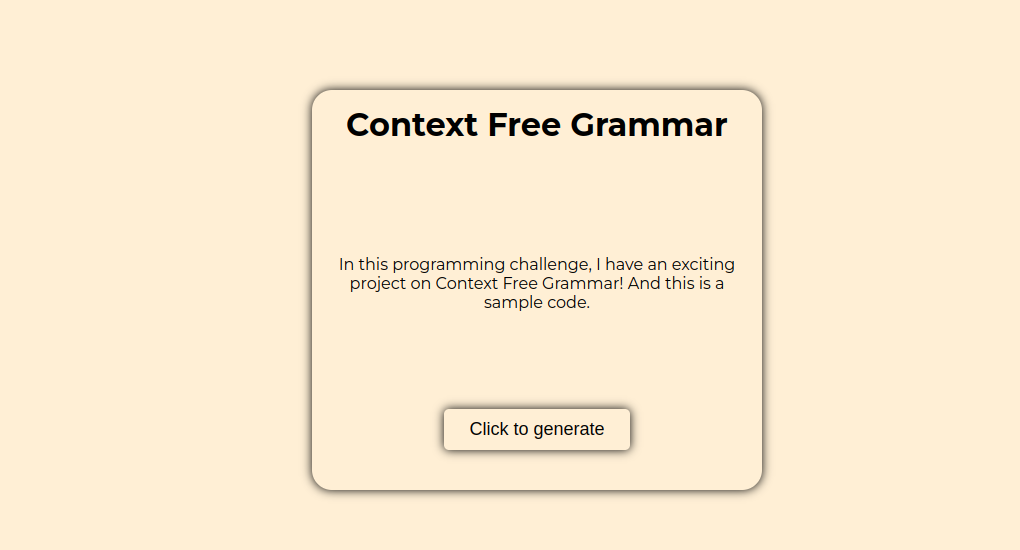 Context Free Grammar
In this programming challenge, I have an exciting
project on Context Free Grammar! And this is a
sample code.
Click to generate